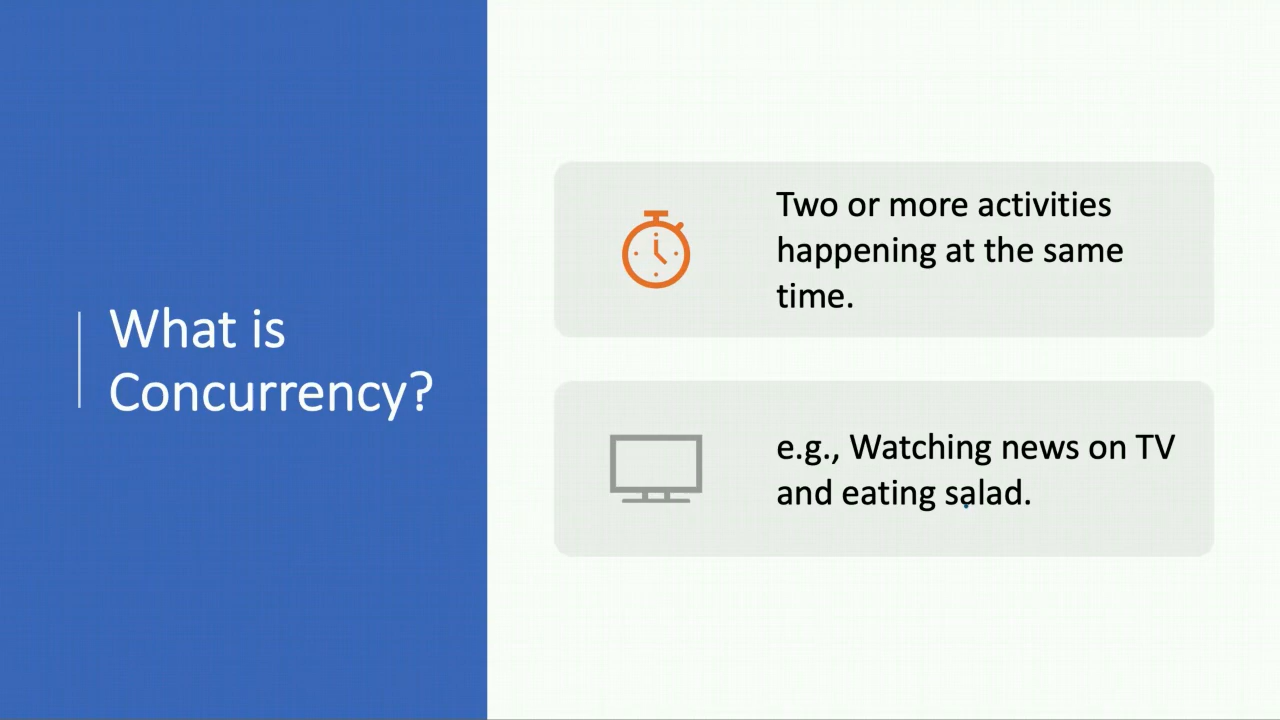 What is
Concurrency?
Two or more activities
happening at the same
time.
e.g., Watching news on TV
and eating salad.